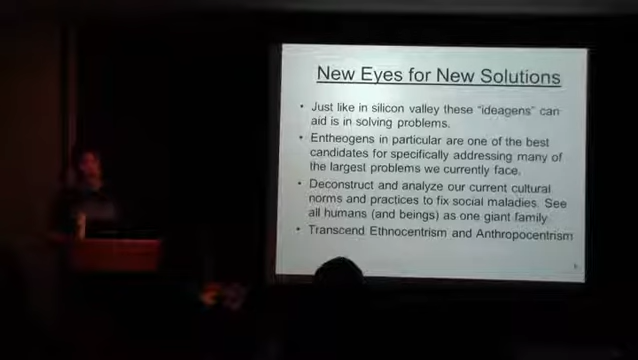 New Eyes for New Solutions
• Just like in silicon valley these "ideagens" can
aid is in solving problems.
• Entheogens in particular are one of the best
candidates for specifically addressing many of
the largest problems we currently face.
• Deconstruct and analyze our current cultural
norms and practices to fix social maladies. See
all humans (and beings) as one giant family
• Transcend Ethnocentrism and Anthropocentrism